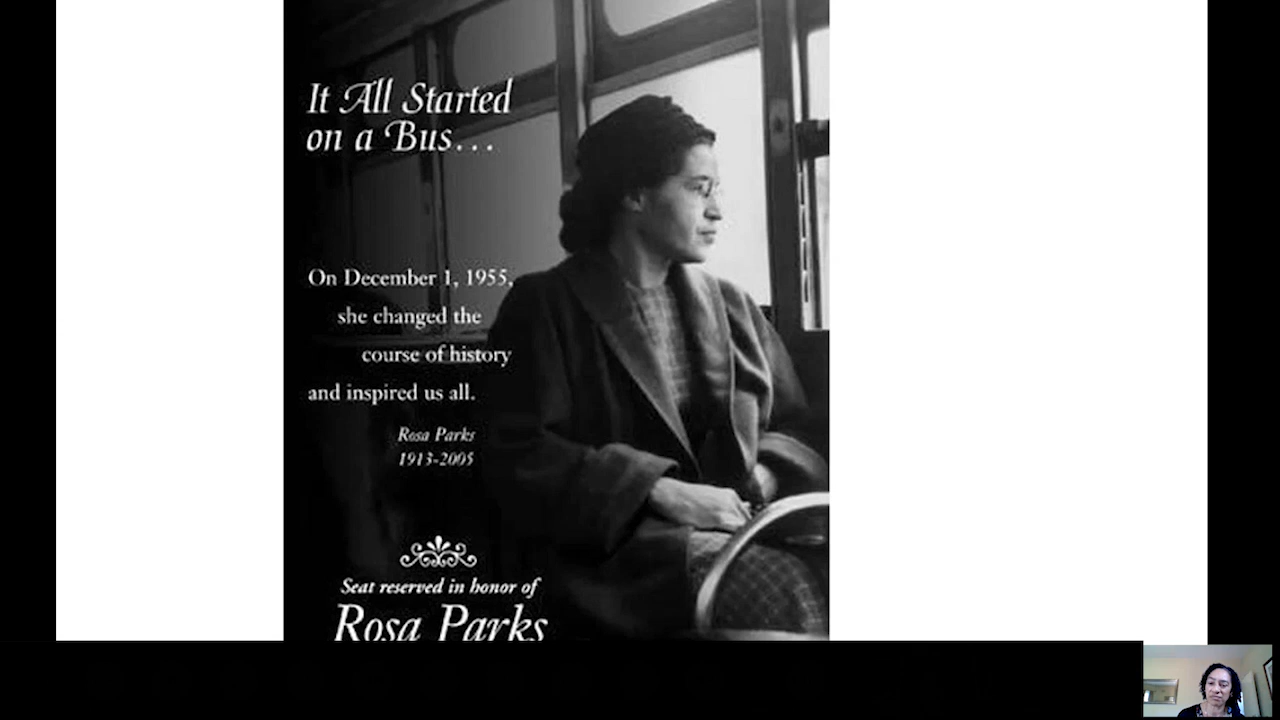 It All Started
on a Bus...
On December 1, 1955,
she changed the
course of history
and inspired us all.
Rosa Parks
1913-2005
Seat reserved in honor of
Rosa Parks